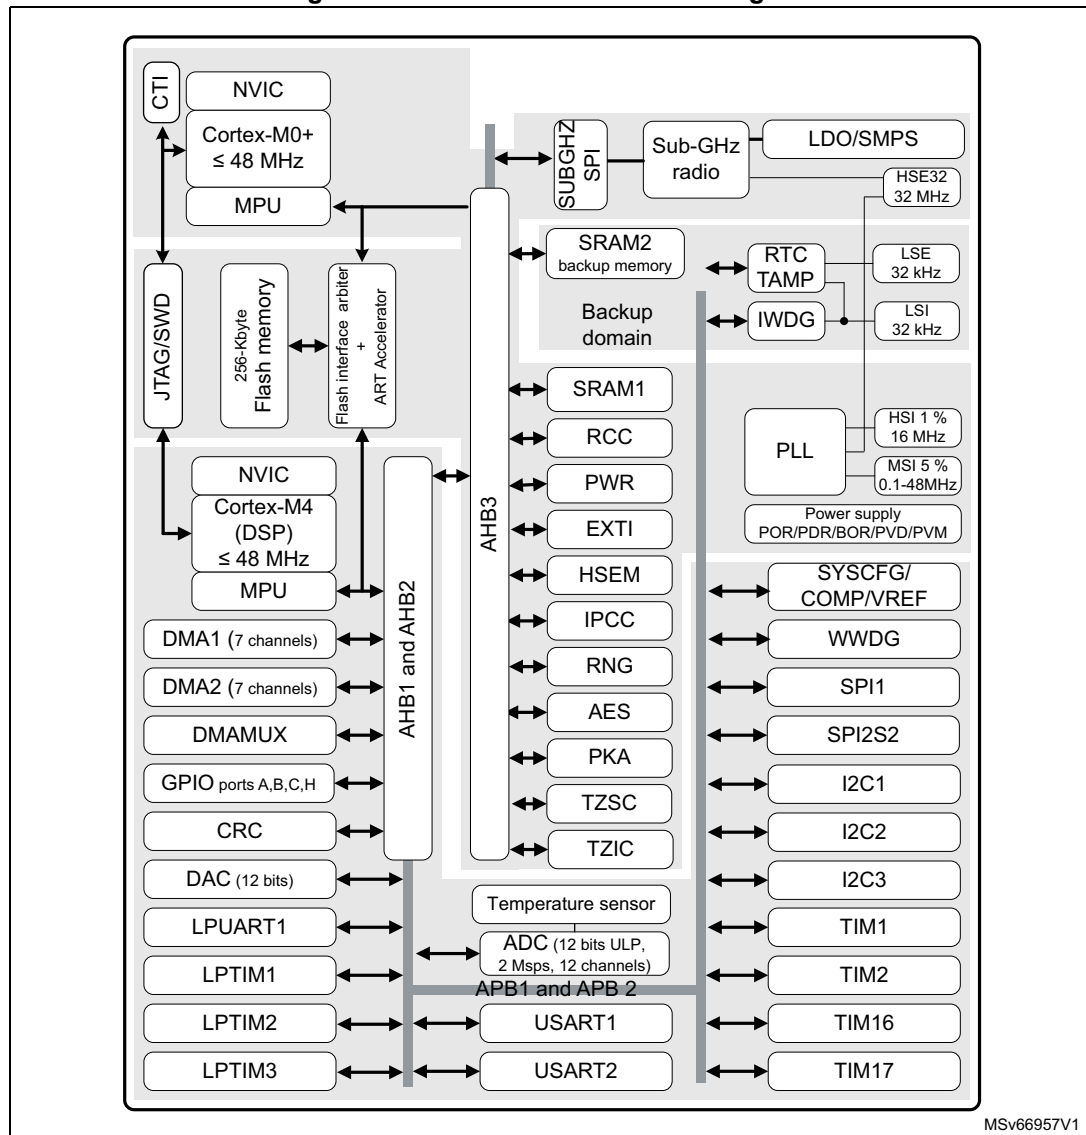 CTI
NVIC
Cortex-M0+
≤ 48 MHz
MPU
SUBGHZ
SPI
Sub-GHz
radio
LDO/SMPS
HSE32
32 MHz
JTAG/SWD
256-Kbyte
Flash memory
Flash interface arbiter
+
ART Accelerator
SRAM2
backup memory
RTC
TAMP
LSE
32 kHz
Backup
domain
IWDG
LSI
32 kHz
AHB3
SRAM1
RCC
PWR
EXTI
HSEM
IPCC
RNG
AES
PKA
TZSC
TZIC
PLL
HSI 1 %
16 MHz
MSI 5 %
0.1-48MHz
Power supply
POR/PDR/BOR/PVD/PVM
NVIC
Cortex-M4
(DSP)
≤ 48 MHz
MPU
AHB1 and AHB2
DMA1 (7 channels)
DMA2 (7 channels)
DMAMUX
GPIO ports A,B,C,H
CRC
DAC (12 bits)
LPUART1
LPTIM1
LPTIM2
LPTIM3
Temperature sensor
ADC (12 bits ULP,
2 Msps, 12 channels)
APB1 and APB 2
USART1
USART2
SYSCFG/
COMP/VREF
WWDG
SPI1
SPI2S2
I2C1
I2C2
I2C3
TIM1
TIM2
TIM16
TIM17
MSv66957V1